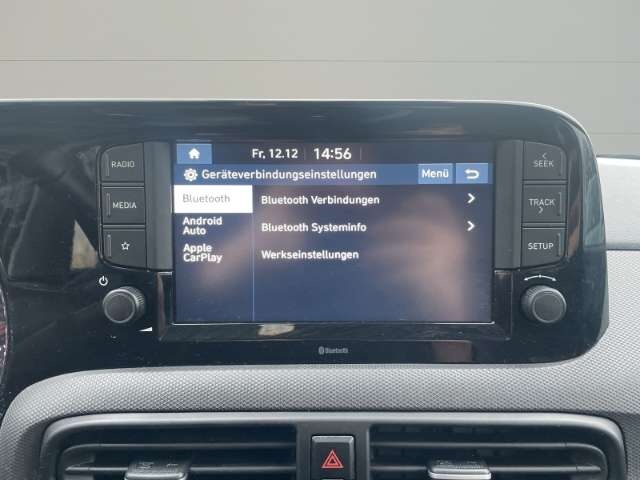 RADIO
MEDIA
Fr, 12.12 14:56
Geräteverbindungseinstellungen Menü
Bluetooth
Android
Auto
Apple
CarPlay
Bluetooth Verbindungen
Bluetooth Systeminfo
Werkseinstellungen
SEEK
TRACK
SETUP
Bluetooth